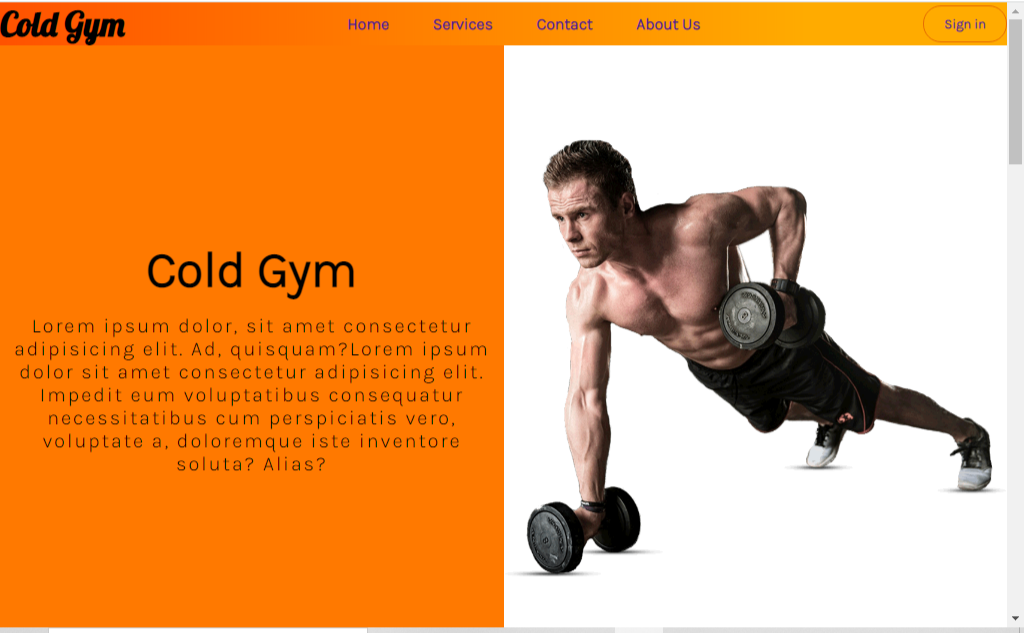 Cold Gym
Home Services Contact About Us
Sign in
Cold Gym
Lorem ipsum dolor, sit amet consectetur
adipisicing elit. Ad, quisquam?Lorem ipsum
dolor sit amet consectetur adipisicing elit.
Impedit eum voluptatibus consequatur
necessitatibus cum perspiciatis vero,
voluptate a, doloremque iste inventore
soluta? Alias?